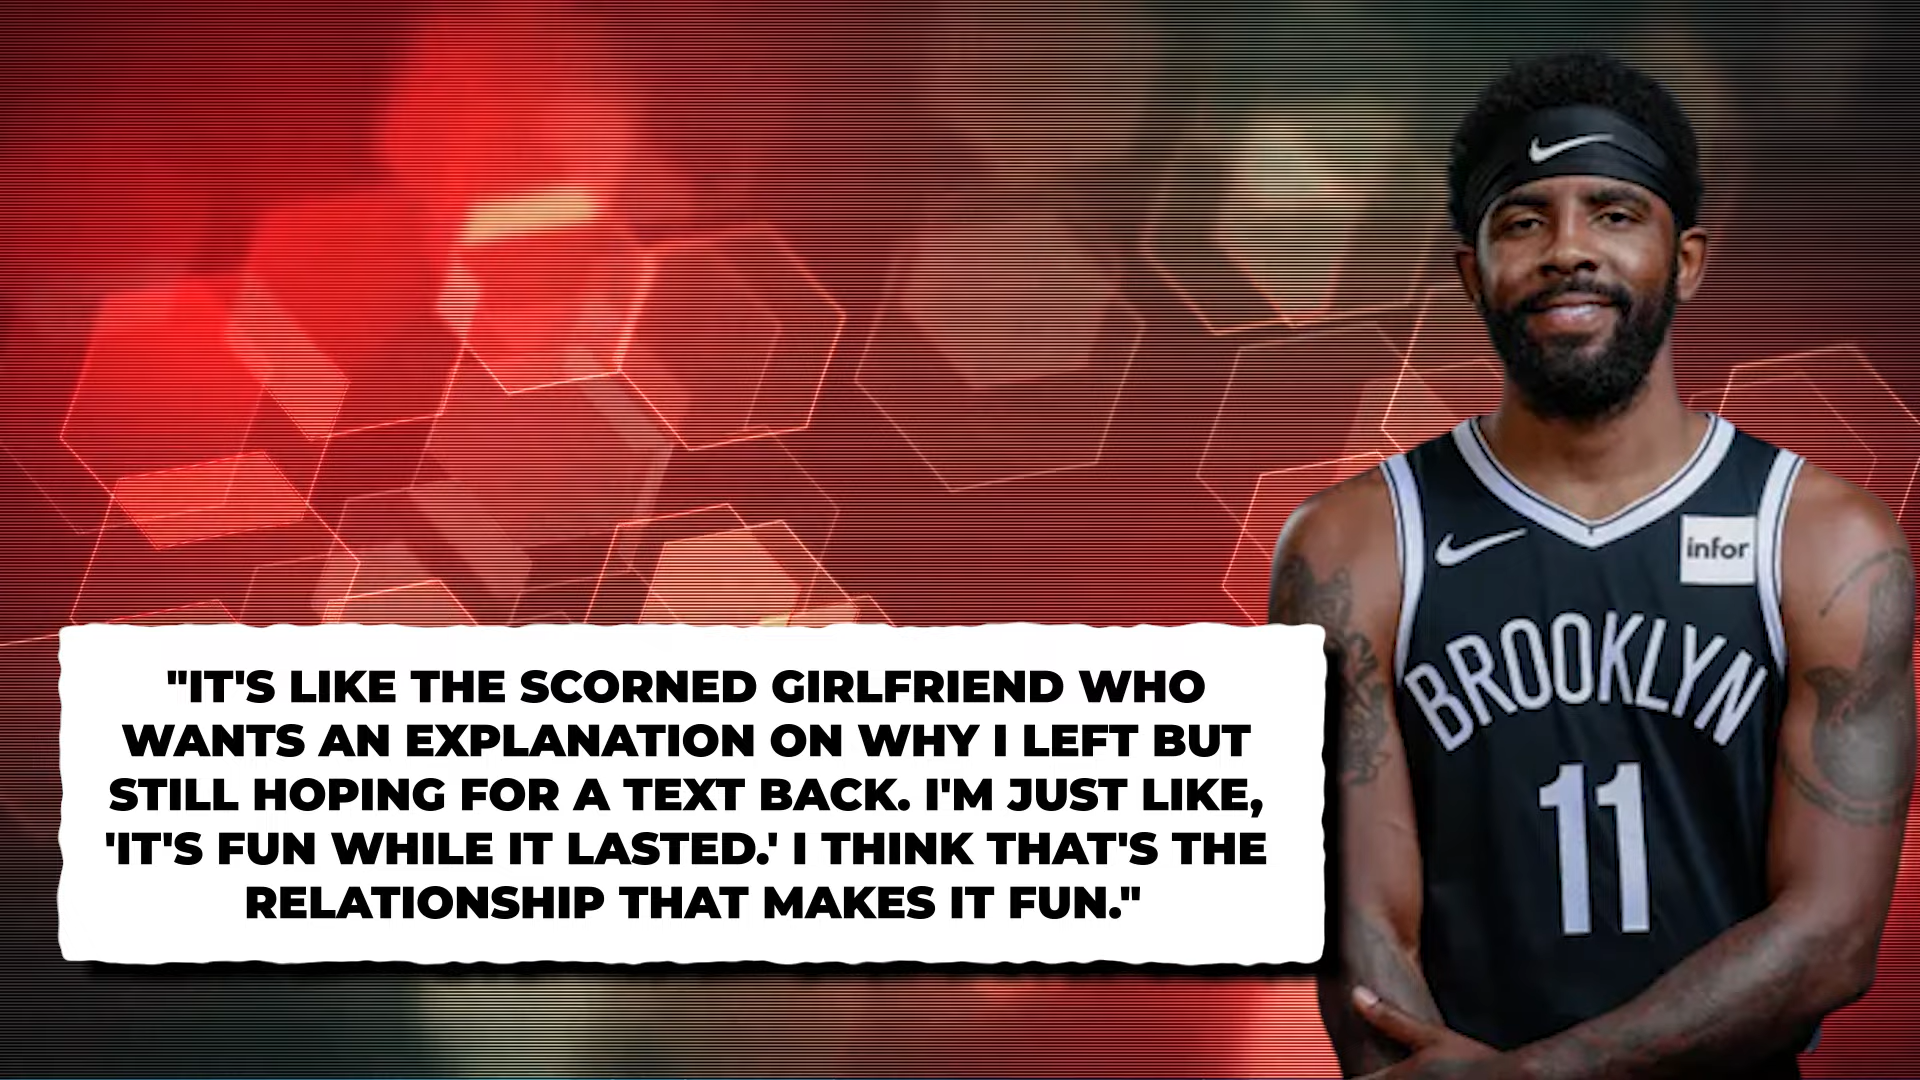 "IT'S LIKE THE SCORNED GIRLFRIEND WHO
WANTS AN EXPLANATION ON WHY I LEFT BUT
STILL HOPING FOR A TEXT BACK. I'M JUST LIKE,
'IT'S FUN WHILE IT LASTED.' I THINK THAT'S THE
RELATIONSHIP THAT MAKES IT FUN."
infor
BROOKLYN
11